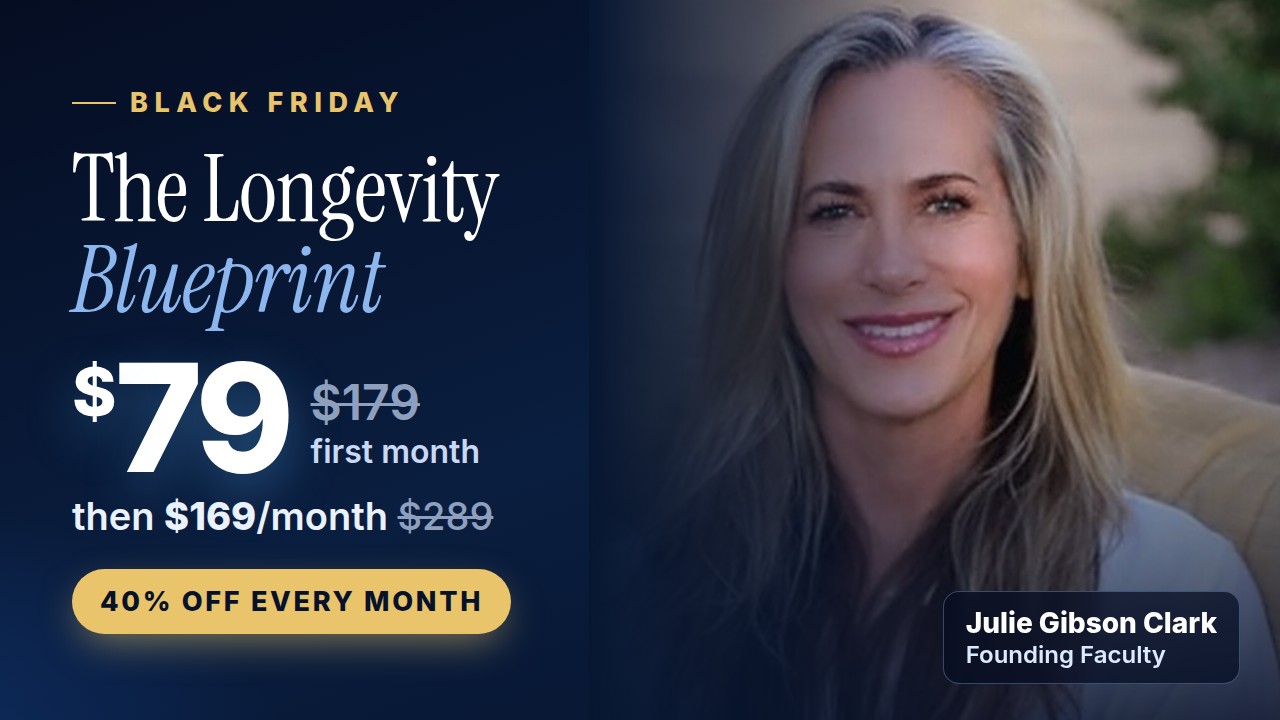 BLACK FRIDAY
The Longevity
Blueprint
$79 $179
first month
then $169/month $289
40% OFF EVERY MONTH
Julie Gibson Clark
Founding Faculty